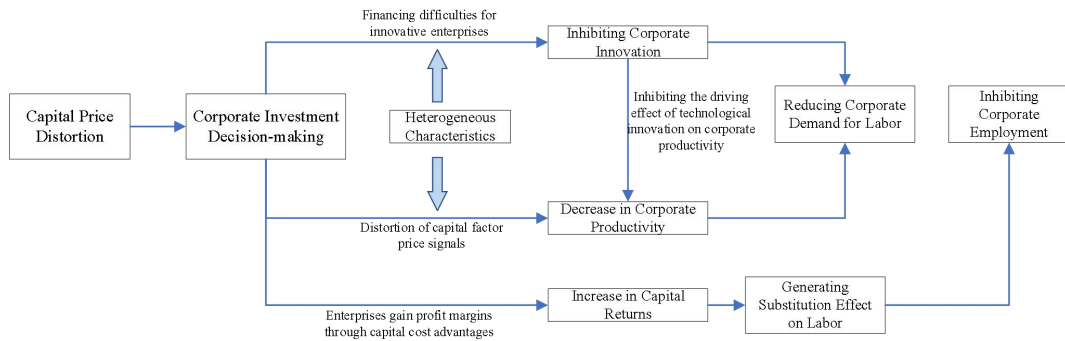 Financing difficulties for
innovative enterprises
Inhibiting Corporate
Innovation
Capital Price
Distortion
Corporate Investment
Decision-making
Heterogeneous
Characteristics
Inhibiting the driving
effect of technological
innovation on corporate
productivity
Reducing Corporate
Demand for Labor
Inhibiting
Corporate
Employment
Distortion of capital factor
price signals
Decrease in Corporate
Productivity
Enterprises gain profit margins
through capital cost advantages
Increase in Capital
Returns
Generating
Substitution Effect
on Labor